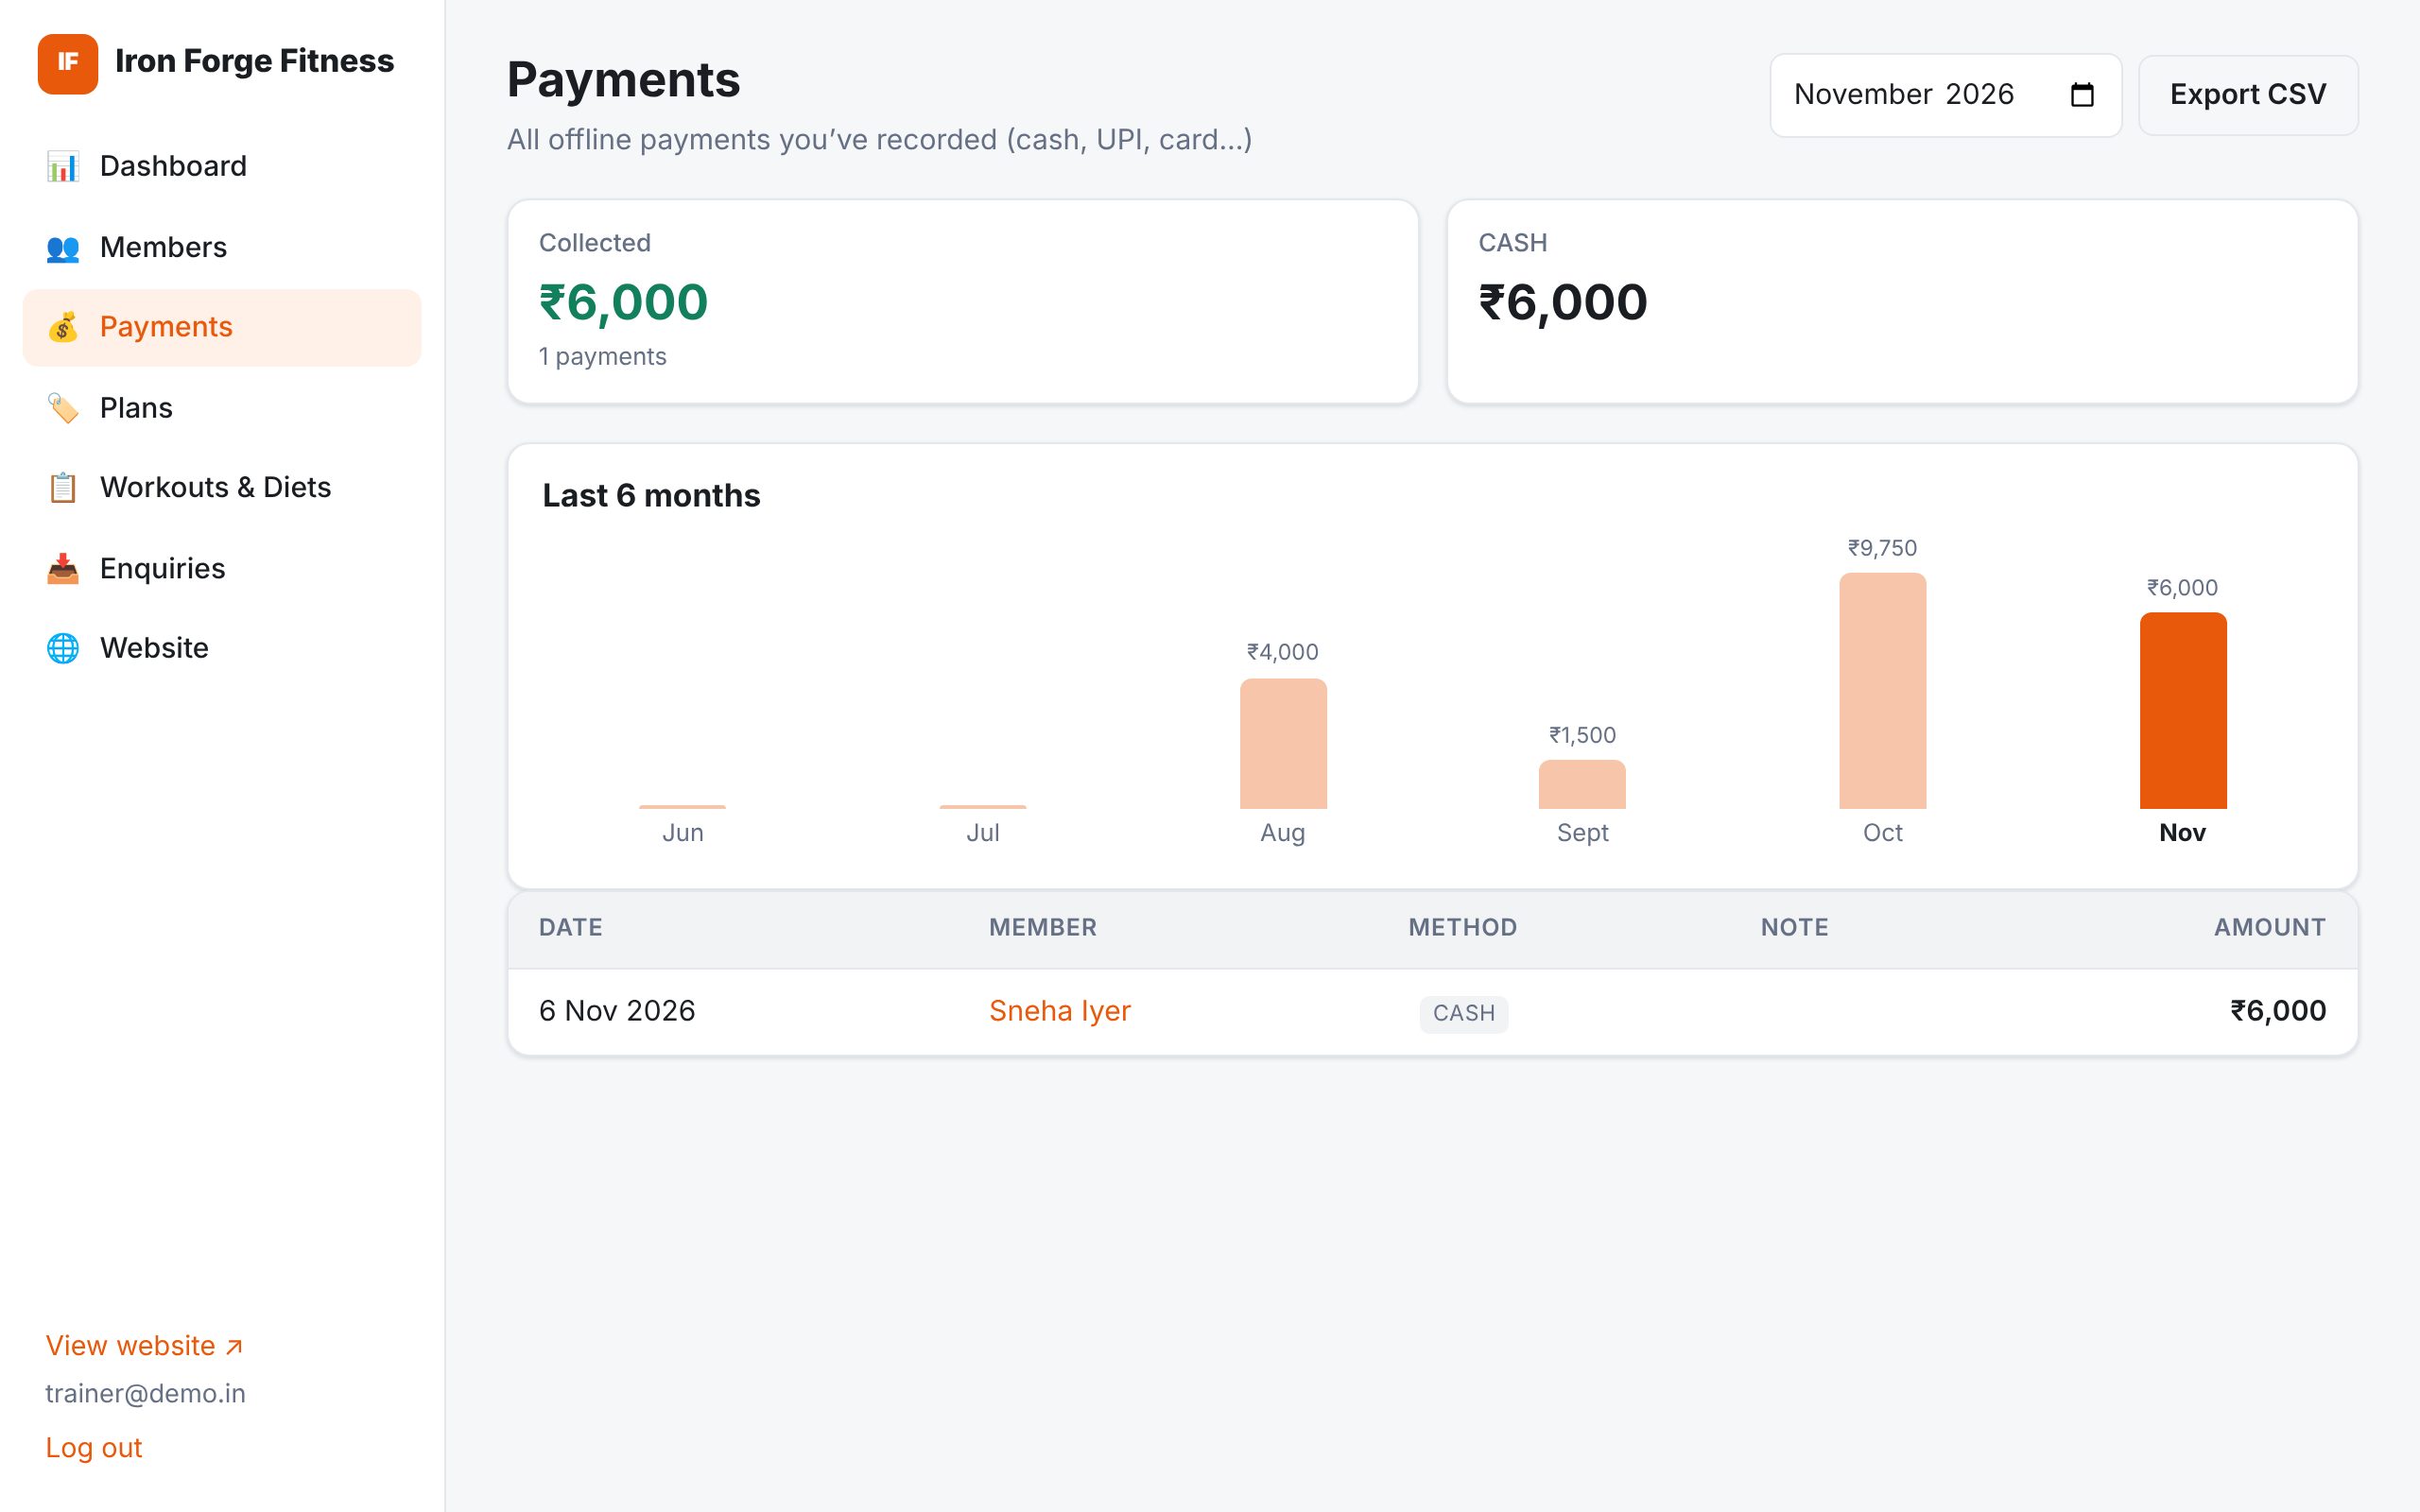 IF Iron Forge Fitness
Dashboard
Members
Payments
Plans
Workouts & Diets
Enquiries
Website
View website ↗
trainer@demo.in
Log out
Payments
All offline payments you’ve recorded (cash, UPI, card…)
November 2026
Export CSV
Collected
₹6,000
1 payments
CASH
₹6,000
Last 6 months
₹4,000
₹1,500
₹9,750
₹6,000
Jun Jul Aug Sept Oct Nov
DATE MEMBER METHOD NOTE AMOUNT
6 Nov 2026 Sneha Iyer CASH ₹6,000